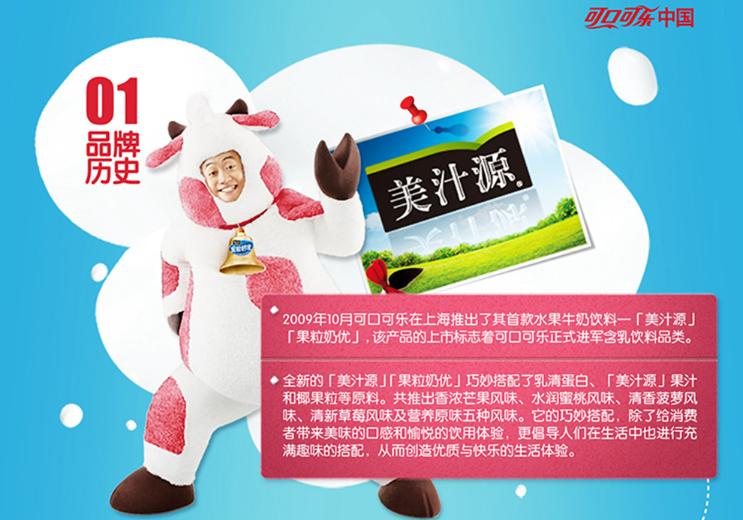 可口可乐中国
01
品牌
历史
美汁源
2009年10月可口可乐在上海推出了其首款水果牛奶饮料—「美汁源」
「果粒奶优」,该产品的上市标志着可口可乐正式进军含乳饮料品类。
全新的「美汁源」「果粒奶优」巧妙搭配了乳清蛋白、「美汁源」果汁
和椰果粒等原料。共推出香浓芒果风味、水润蜜桃风味、清香菠萝风
味、清新草莓风味及营养原味五种风味。它的巧妙搭配，除了给消费
者带来美味的口感和愉悦的饮用体验，更倡导人们在生活中也进行充
满趣味的搭配，从而创造优质与快乐的生活体验。